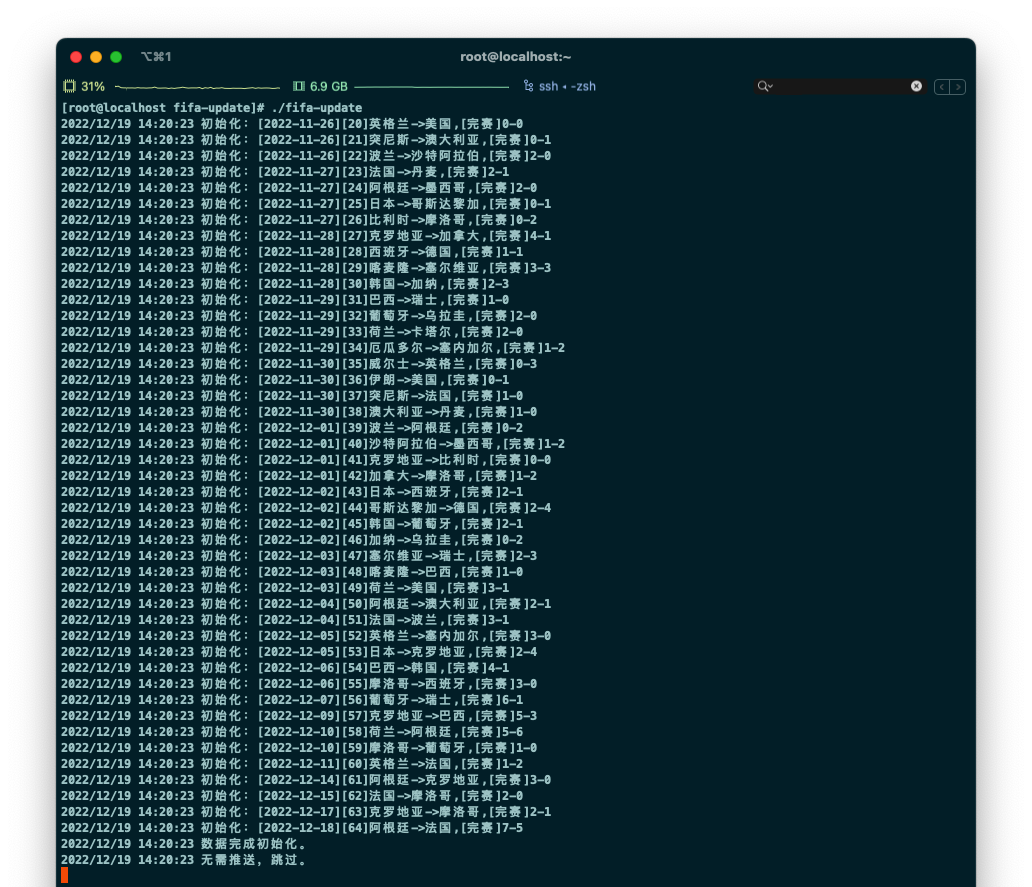 ⌥⌘1
root@localhost:~
31%
6.9 GB
ssh • -zsh
[root@localhost fifa-update]# ./fifa-update
2022/12/19 14:20:23 初始化: [2022-11-26][20]英格兰->美国,[完赛]0-0
2022/12/19 14:20:23 初始化: [2022-11-26][21]突尼斯->澳大利亚,[完赛]0-1
2022/12/19 14:20:23 初始化: [2022-11-26][22]波兰->沙特阿拉伯,[完赛]2-0
2022/12/19 14:20:23 初始化: [2022-11-27][23]法国->丹麦,[完赛]2-1
2022/12/19 14:20:23 初始化: [2022-11-27][24]阿根廷->墨西哥,[完赛]2-0
2022/12/19 14:20:23 初始化: [2022-11-27][25]日本->哥斯达黎加,[完赛]0-1
2022/12/19 14:20:23 初始化: [2022-11-27][26]比利时->摩洛哥,[完赛]0-2
2022/12/19 14:20:23 初始化: [2022-11-28][27]克罗地亚->加拿大,[完赛]4-1
2022/12/19 14:20:23 初始化: [2022-11-28][28]西班牙->德国,[完赛]1-1
2022/12/19 14:20:23 初始化: [2022-11-28][29]喀麦隆->塞尔维亚,[完赛]3-3
2022/12/19 14:20:23 初始化: [2022-11-28][30]韩国->加纳,[完赛]2-3
2022/12/19 14:20:23 初始化: [2022-11-29][31]巴西->瑞士,[完赛]1-0
2022/12/19 14:20:23 初始化: [2022-11-29][32]葡萄牙->乌拉圭,[完赛]2-0
2022/12/19 14:20:23 初始化: [2022-11-29][33]荷兰->卡塔尔,[完赛]2-0
2022/12/19 14:20:23 初始化: [2022-11-29][34]厄瓜多尔->塞内加尔,[完赛]1-2
2022/12/19 14:20:23 初始化: [2022-11-30][35]威尔士->英格兰,[完赛]0-3
2022/12/19 14:20:23 初始化: [2022-11-30][36]伊朗->美国,[完赛]0-1
2022/12/19 14:20:23 初始化: [2022-11-30][37]突尼斯->法国,[完赛]1-0
2022/12/19 14:20:23 初始化: [2022-11-30][38]澳大利亚->丹麦,[完赛]1-0
2022/12/19 14:20:23 初始化: [2022-12-01][39]波兰->阿根廷,[完赛]0-2
2022/12/19 14:20:23 初始化: [2022-12-01][40]沙特阿拉伯->墨西哥,[完赛]1-2
2022/12/19 14:20:23 初始化: [2022-12-01][41]克罗地亚->比利时,[完赛]0-0
2022/12/19 14:20:23 初始化: [2022-12-01][42]加拿大->摩洛哥,[完赛]1-2
2022/12/19 14:20:23 初始化: [2022-12-02][43]日本->西班牙,[完赛]2-1
2022/12/19 14:20:23 初始化: [2022-12-02][44]哥斯达黎加->德国,[完赛]2-4
2022/12/19 14:20:23 初始化: [2022-12-02][45]韩国->葡萄牙,[完赛]2-1
2022/12/19 14:20:23 初始化: [2022-12-02][46]加纳->乌拉圭,[完赛]0-2
2022/12/19 14:20:23 初始化: [2022-12-03][47]塞尔维亚->瑞士,[完赛]2-3
2022/12/19 14:20:23 初始化: [2022-12-03][48]喀麦隆->巴西,[完赛]1-0
2022/12/19 14:20:23 初始化: [2022-12-03][49]荷兰->美国,[完赛]3-1
2022/12/19 14:20:23 初始化: [2022-12-04][50]阿根廷->澳大利亚,[完赛]2-1
2022/12/19 14:20:23 初始化: [2022-12-04][51]法国->波兰,[完赛]3-1
2022/12/19 14:20:23 初始化: [2022-12-05][52]英格兰->塞内加尔,[完赛]3-0
2022/12/19 14:20:23 初始化: [2022-12-05][53]日本->克罗地亚,[完赛]2-4
2022/12/19 14:20:23 初始化: [2022-12-06][54]巴西->韩国,[完赛]4-1
2022/12/19 14:20:23 初始化: [2022-12-06][55]摩洛哥->西班牙,[完赛]3-0
2022/12/19 14:20:23 初始化: [2022-12-07][56]葡萄牙->瑞士,[完赛]6-1
2022/12/19 14:20:23 初始化: [2022-12-09][57]克罗地亚->巴西,[完赛]5-3
2022/12/19 14:20:23 初始化: [2022-12-10][58]荷兰->阿根廷,[完赛]5-6
2022/12/19 14:20:23 初始化: [2022-12-10][59]摩洛哥->葡萄牙,[完赛]1-0
2022/12/19 14:20:23 初始化: [2022-12-11][60]英格兰->法国,[完赛]1-2
2022/12/19 14:20:23 初始化: [2022-12-14][61]阿根廷->克罗地亚,[完赛]3-0
2022/12/19 14:20:23 初始化: [2022-12-15][62]法国->摩洛哥,[完赛]2-0
2022/12/19 14:20:23 初始化: [2022-12-17][63]克罗地亚->摩洛哥,[完赛]2-1
2022/12/19 14:20:23 初始化: [2022-12-18][64]阿根廷->法国,[完赛]7-5
2022/12/19 14:20:23 数据完成初始化。
2022/12/19 14:20:23 无需推送, 跳过。